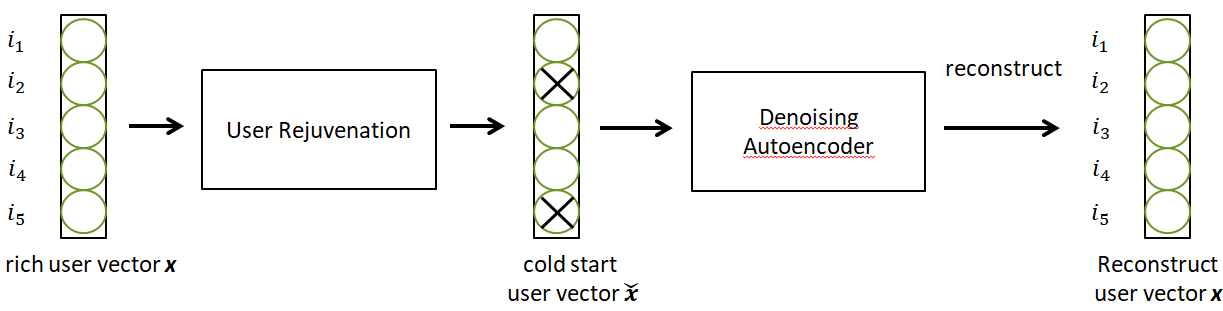 i₁
i₂
i₃
i₄
i₅
rich user vector x
User Rejuvenation
cold start
user vector x̌
Denoising
Autoencoder
reconstruct
i₁
i₂
i₃
i₄
i₅
Reconstruct
user vector x